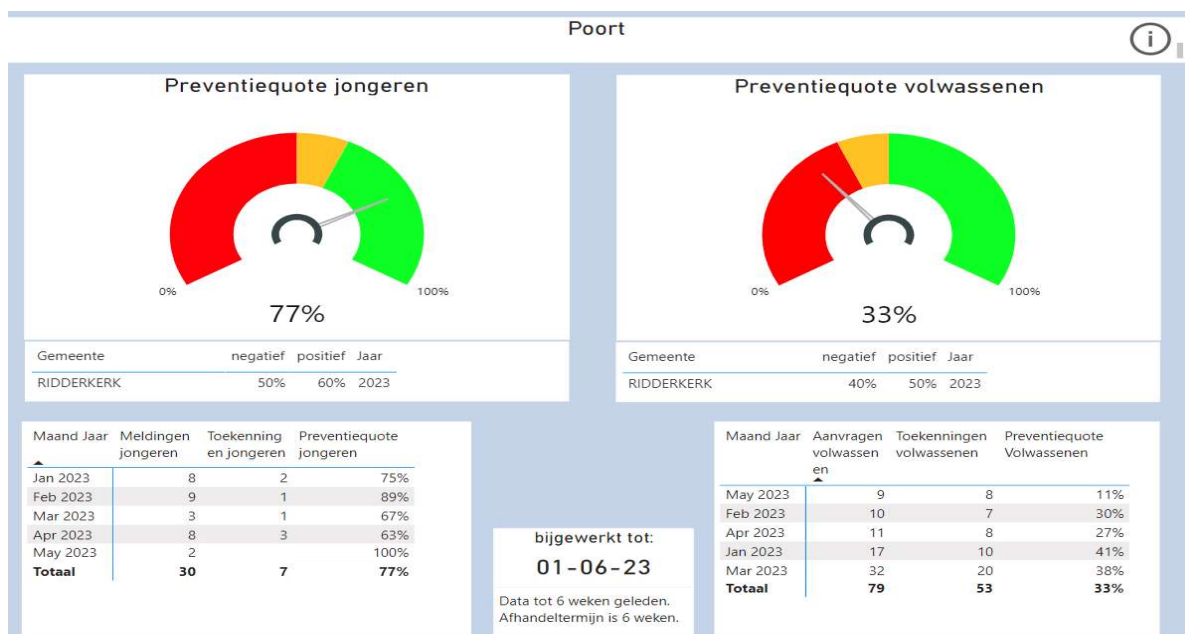 Poort
i
Preventiequote jongeren
0%
100%
77%
Gemeente negatief positief Jaar
RIDDERKERK 50% 60% 2023
Preventiequote volwassenen
0%
100%
33%
Gemeente negatief positief Jaar
RIDDERKERK 40% 50% 2023
Maand Jaar Meldingen Toekenning Preventiequote
jongeren en jongeren jongeren
Jan 2023 8 2 75%
Feb 2023 9 1 89%
Mar 2023 3 1 67%
Apr 2023 8 3 63%
May 2023 2 100%
Totaal 30 7 77%
bijgewerkt tot:
01-06-23
Data tot 6 weken geleden.
Afhandeltermijn is 6 weken.
Maand Jaar Aanvragen Toekenningen Preventiequote
volwassen volwassenen Volwassenen
en
May 2023 9 8 11%
Feb 2023 10 7 30%
Apr 2023 11 8 27%
Jan 2023 17 10 41%
Mar 2023 32 20 38%
Totaal 79 53 33%